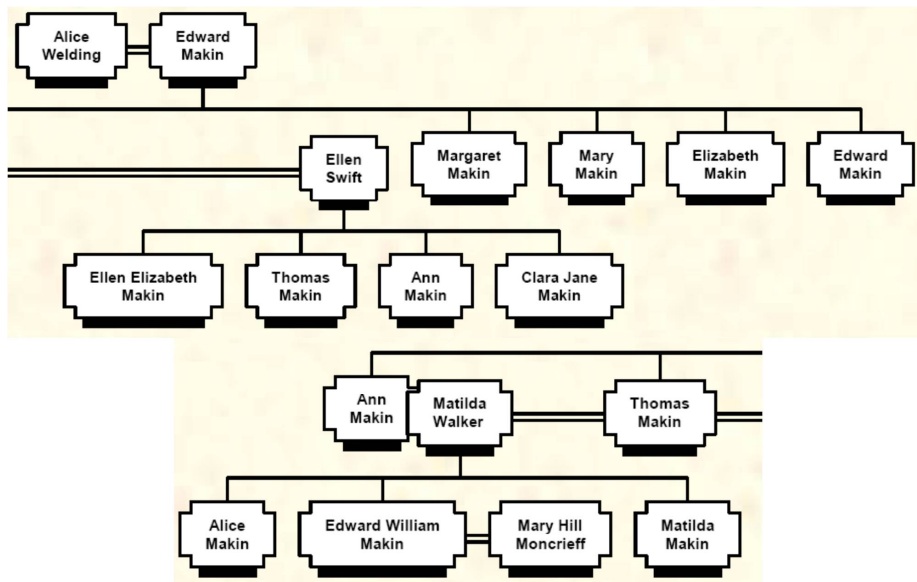 Alice
Welding
Edward
Makin
Ellen
Swift
Margaret
Makin
Mary
Makin
Elizabeth
Makin
Edward
Makin
Ellen Elizabeth
Makin
Thomas
Makin
Ann
Makin
Clara Jane
Makin
Ann
Makin
Matilda
Walker
Thomas
Makin
Alice
Makin
Edward William
Makin
Mary Hill
Moncrieff
Matilda
Makin